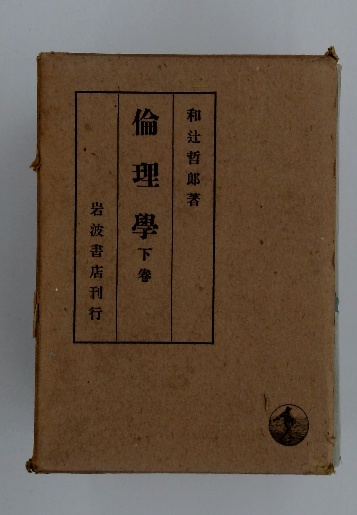 和辻哲郎著
倫理學 下卷
岩波書店刊行